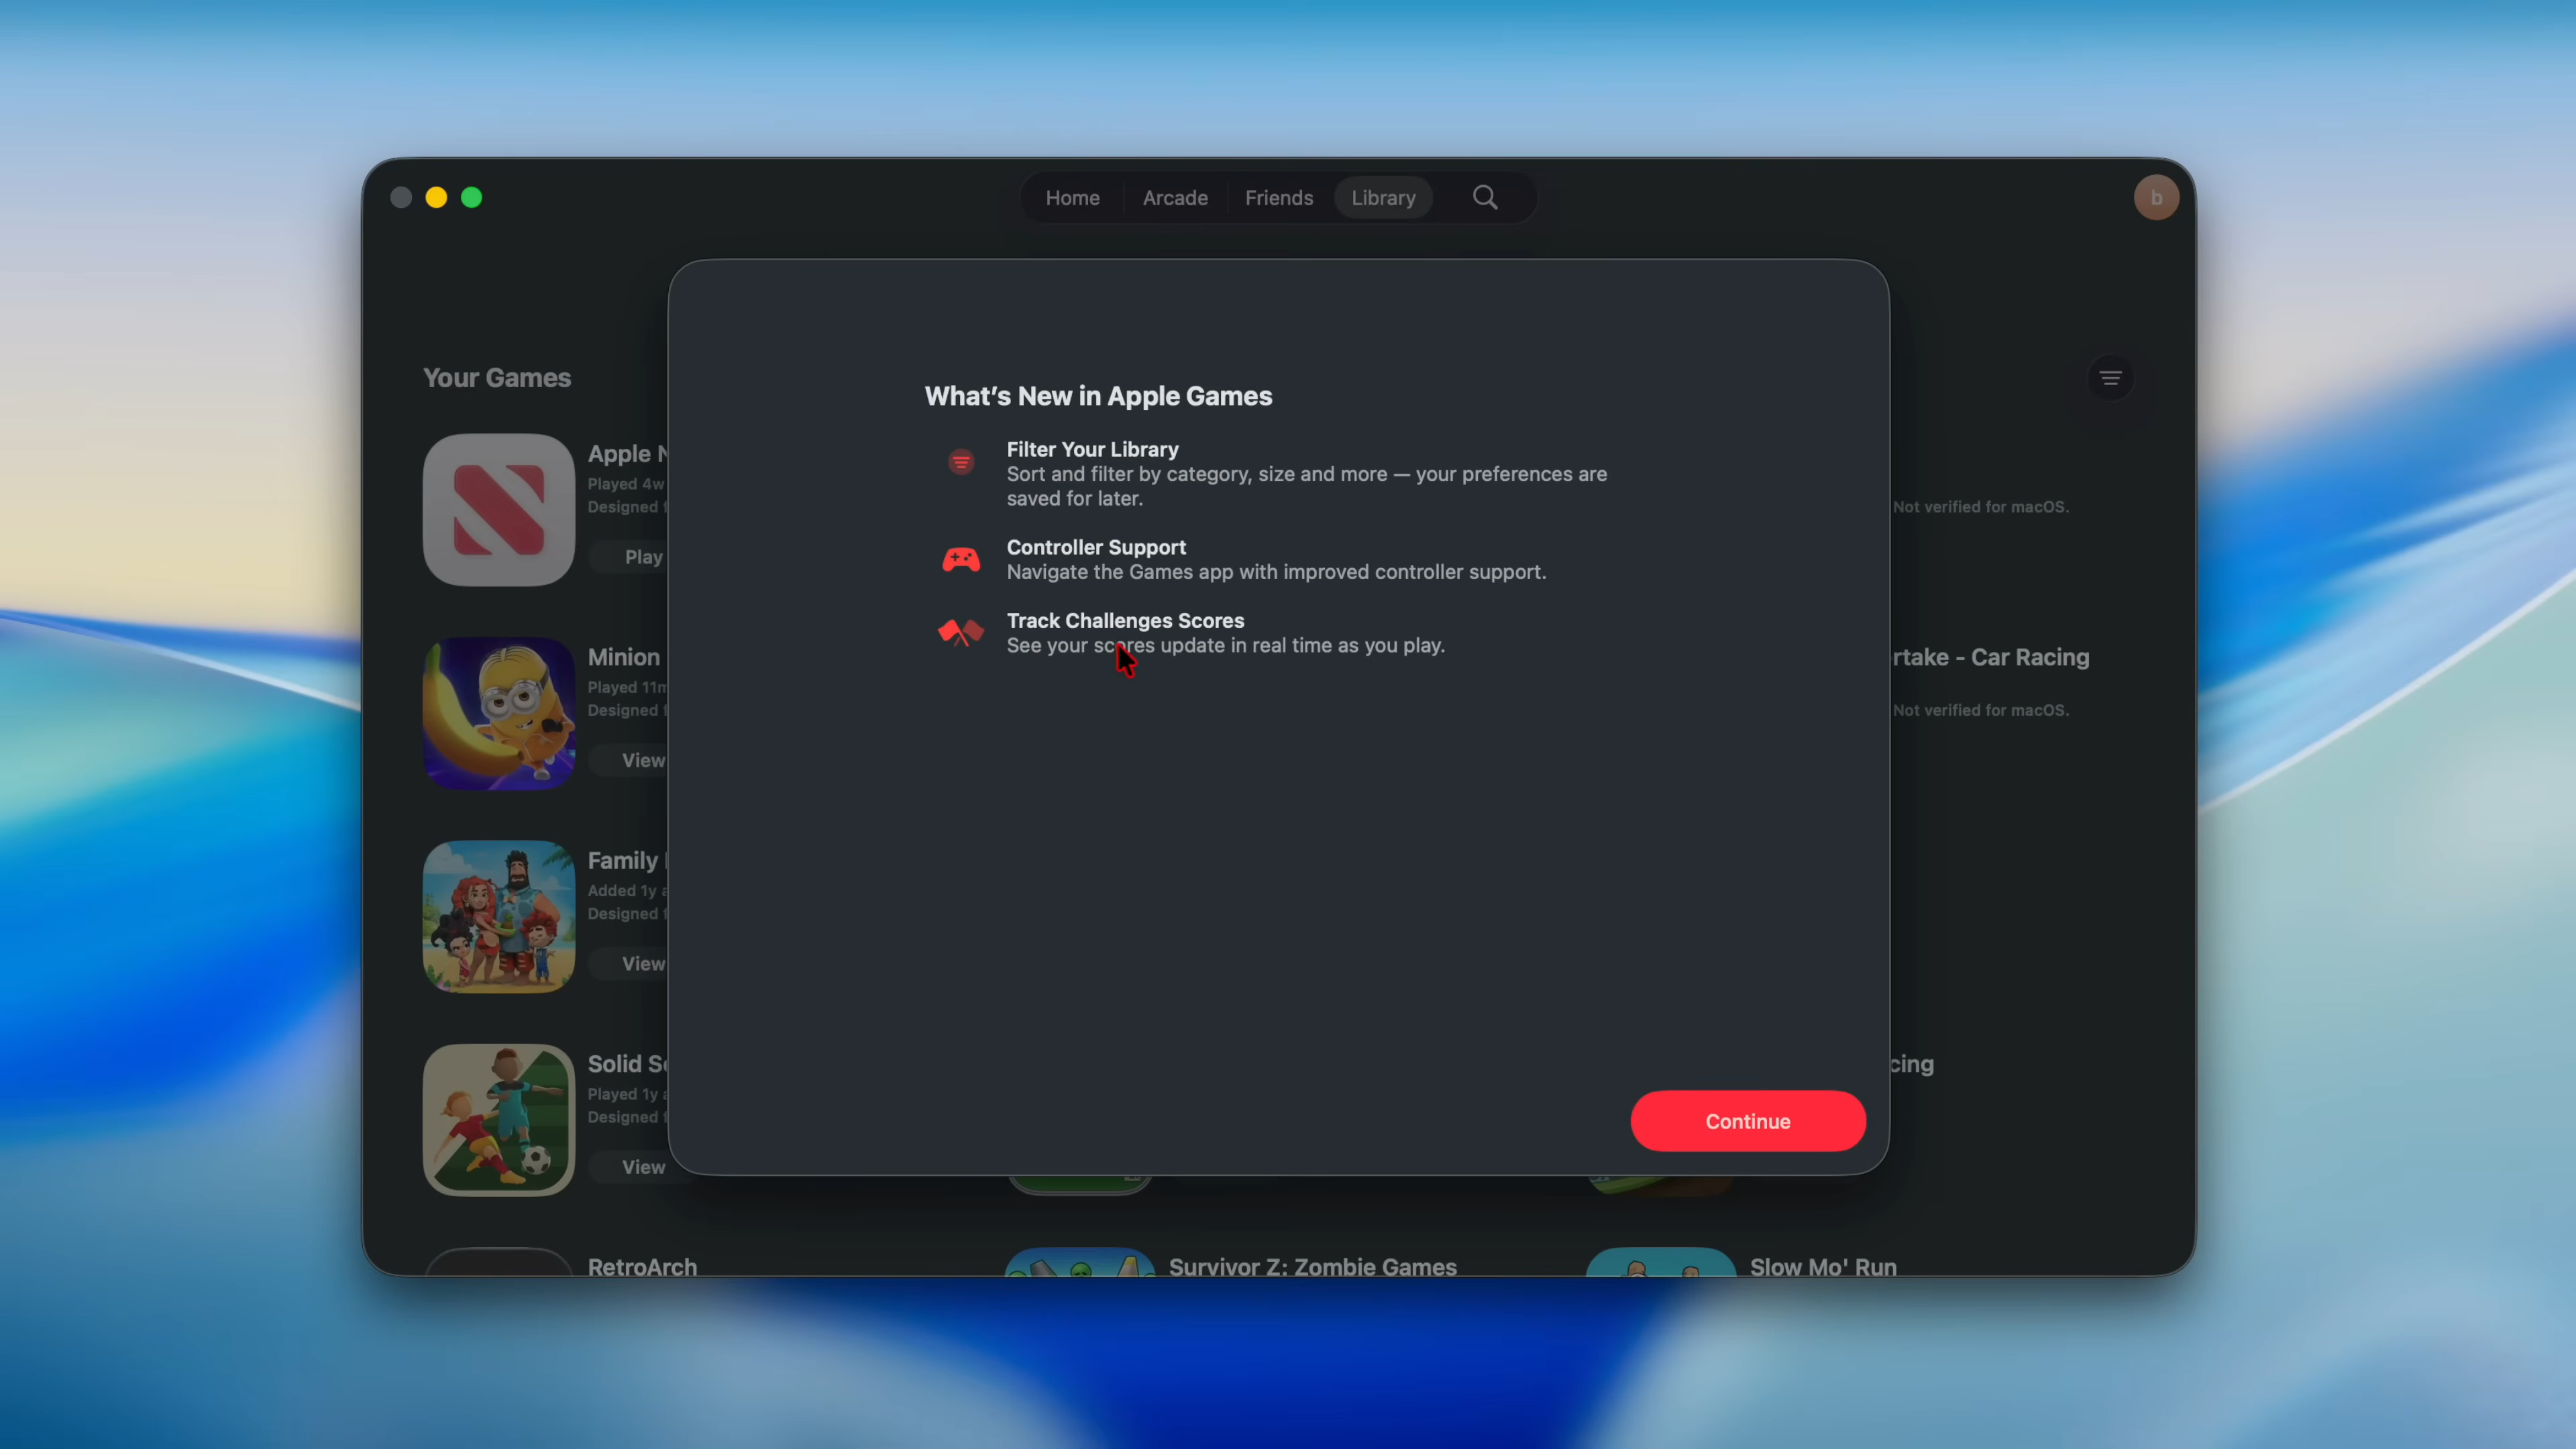 Home
Arcade
Friends
Library
b
Your Games
Apple N
Played 4w
Designed f
Play
Not verified for macOS.
Minion
Played 11m
Designed f
View
rtake - Car Racing
Not verified for macOS.
Family
Added 1y a
Designed f
View
Solid So
Played 1y a
Designed f
View
cing
What's New in Apple Games
Filter Your Library
Sort and filter by category, size and more — your preferences are
saved for later.
Controller Support
Navigate the Games app with improved controller support.
Track Challenges Scores
See your scores update in real time as you play.
Continue
RetroArch
Survivor Z: Zombie Games
Slow Mo' Run